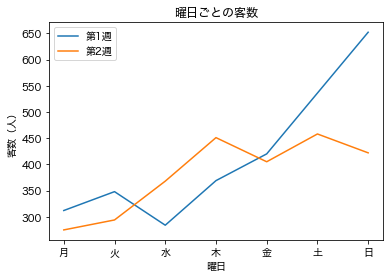 曜日ごとの客数
第1週
第2週
客数（人）
650
600
550
500
450
400
350
300
月 火 水 木 金 土 日
曜日